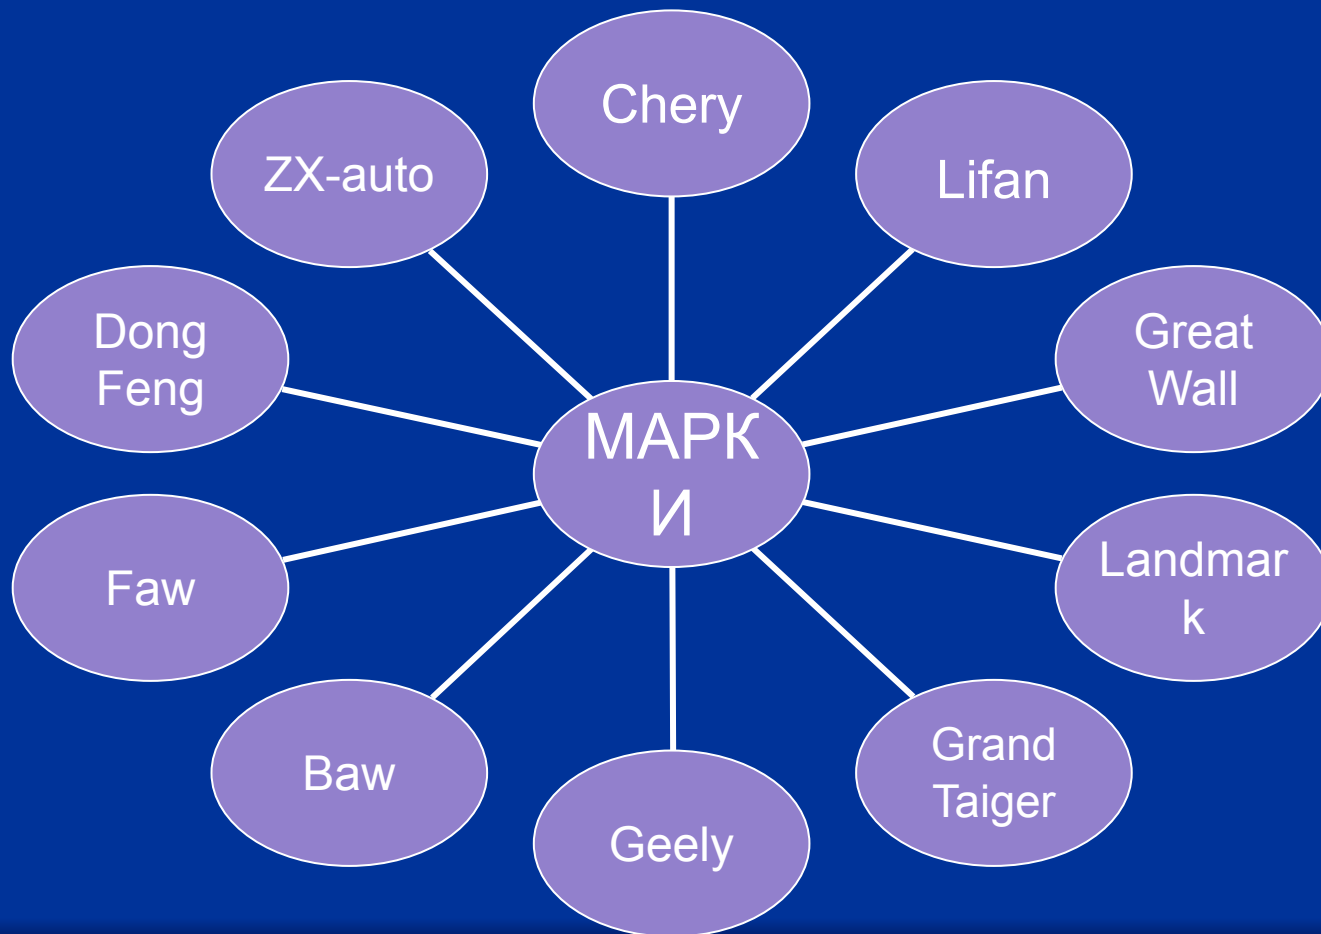 Chery
ZX-auto
Lifan
Dong
Feng
Great
Wall
МАРК
И
Faw
Landmar
k
Baw
Grand
Taiger
Geely